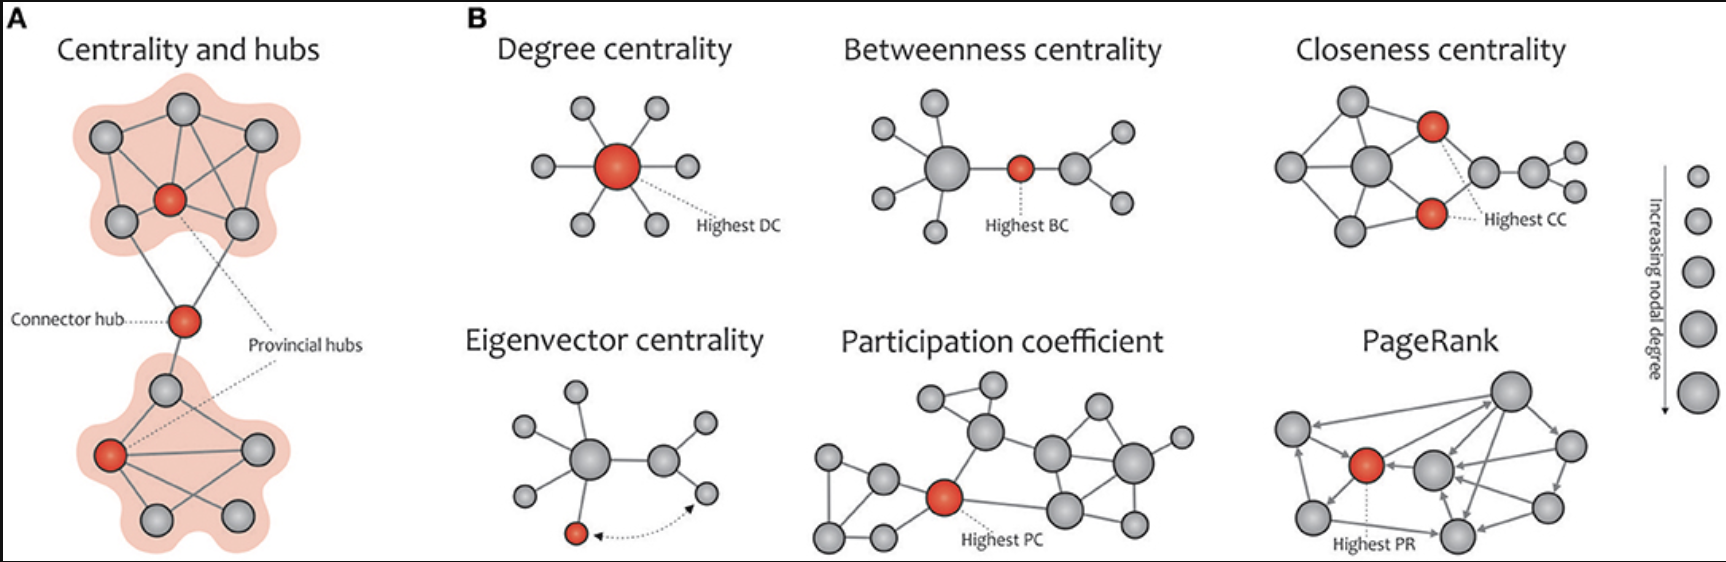 A
Centrality and hubs
Connector hub
Provincial hubs
B
Degree centrality
Highest DC
Betweenness centrality
Highest BC
Closeness centrality
Highest CC
Eigenvector centrality
Participation coefficient
Highest PC
PageRank
Highest PR
Increasing nodal degree